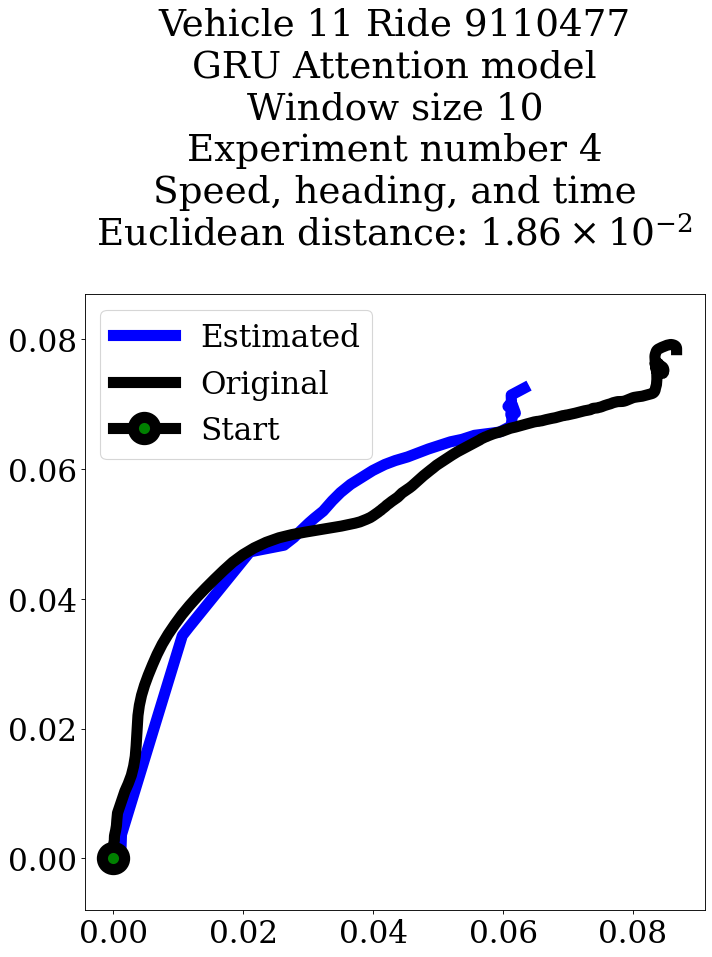 Vehicle 11 Ride 9110477
GRU Attention model
Window size 10
Experiment number 4
Speed, heading, and time
Euclidean distance: 1.86 × 10⁻²
Estimated
Original
Start
0.08
0.06
0.04
0.02
0.00
0.00 0.02 0.04 0.06 0.08